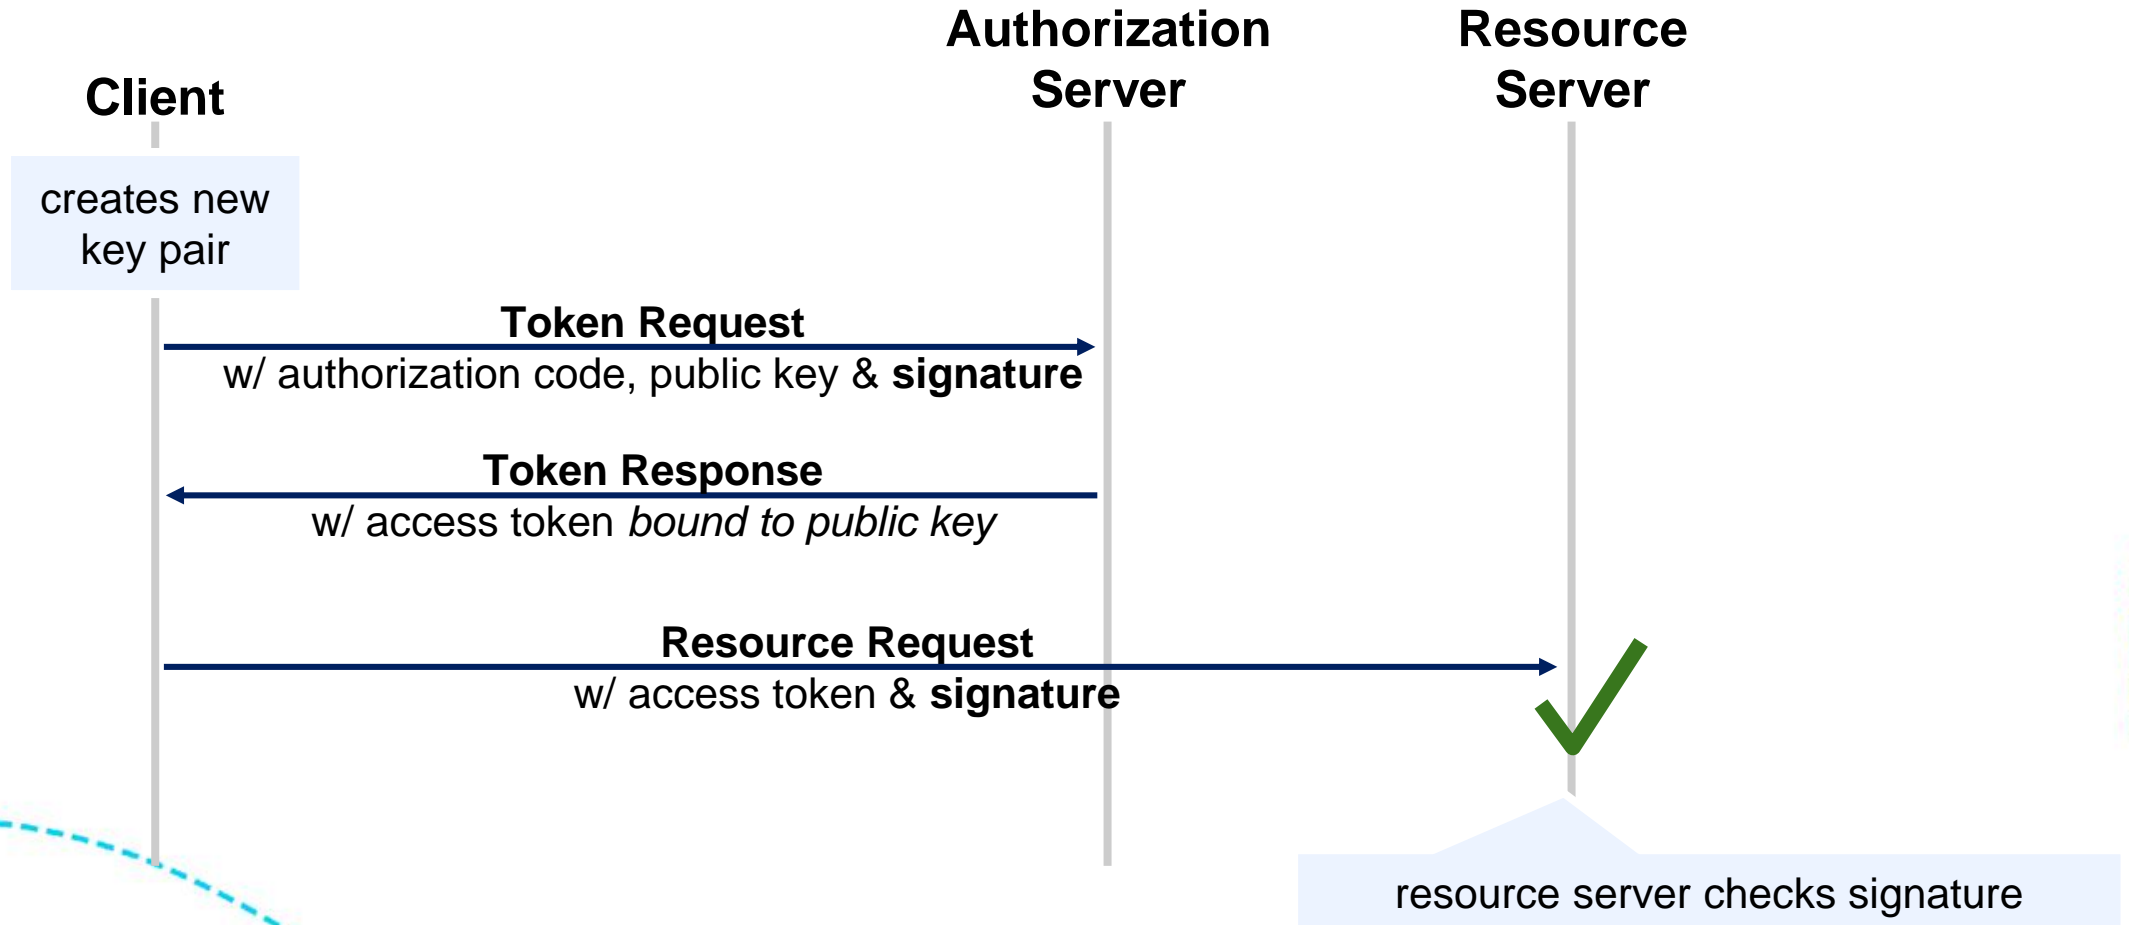 Client
Authorization
Server
Resource
Server
creates new
key pair
Token Request
w/ authorization code, public key & signature
Token Response
w/ access token bound to public key
Resource Request
w/ access token & signature
resource server checks signature